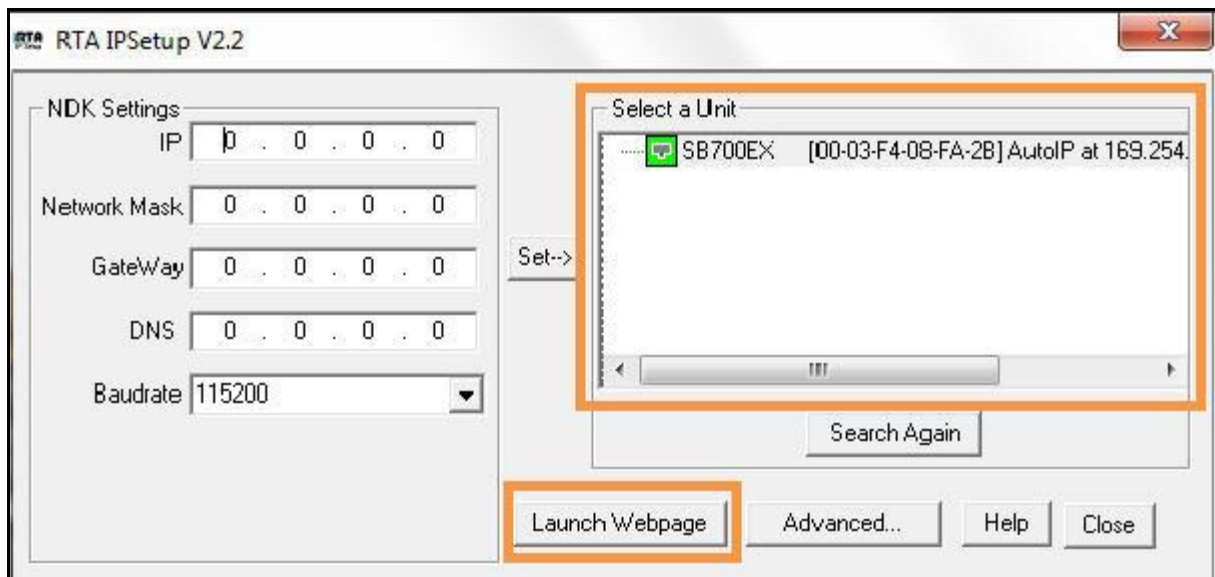 RTA IPSetup V2.2
NDK Settings
IP 0 . 0 . 0 . 0
Network Mask 0 . 0 . 0 . 0
GateWay 0 . 0 . 0 . 0
DNS 0 . 0 . 0 . 0
Baudrate 115200
Set-->
Select a Unit
SB700EX [00-03-F4-08-FA-2B] AutoIP at 169.254.
Search Again
Launch Webpage Advanced... Help Close